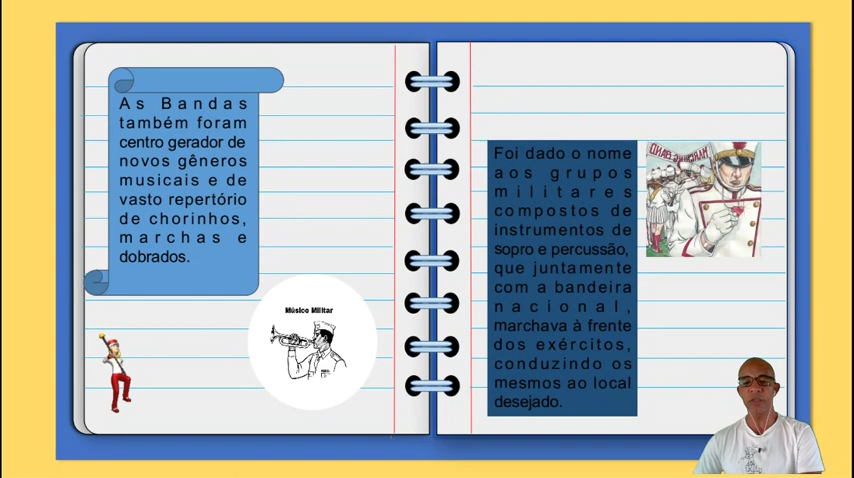 As Bandas
também foram
centro gerador de
novos gêneros
musicais e de
vasto repertório
de chorinhos,
marchas e
dobrados.
Músico Militar
Foi dado o nome
aos grupos
militares
compostos de
instrumentos de
sopro e percussão,
que juntamente
com a bandeira
nacional,
marchava à frente
dos exércitos,
conduzindo os
mesmos ao local
desejado.
MARCHING BAND